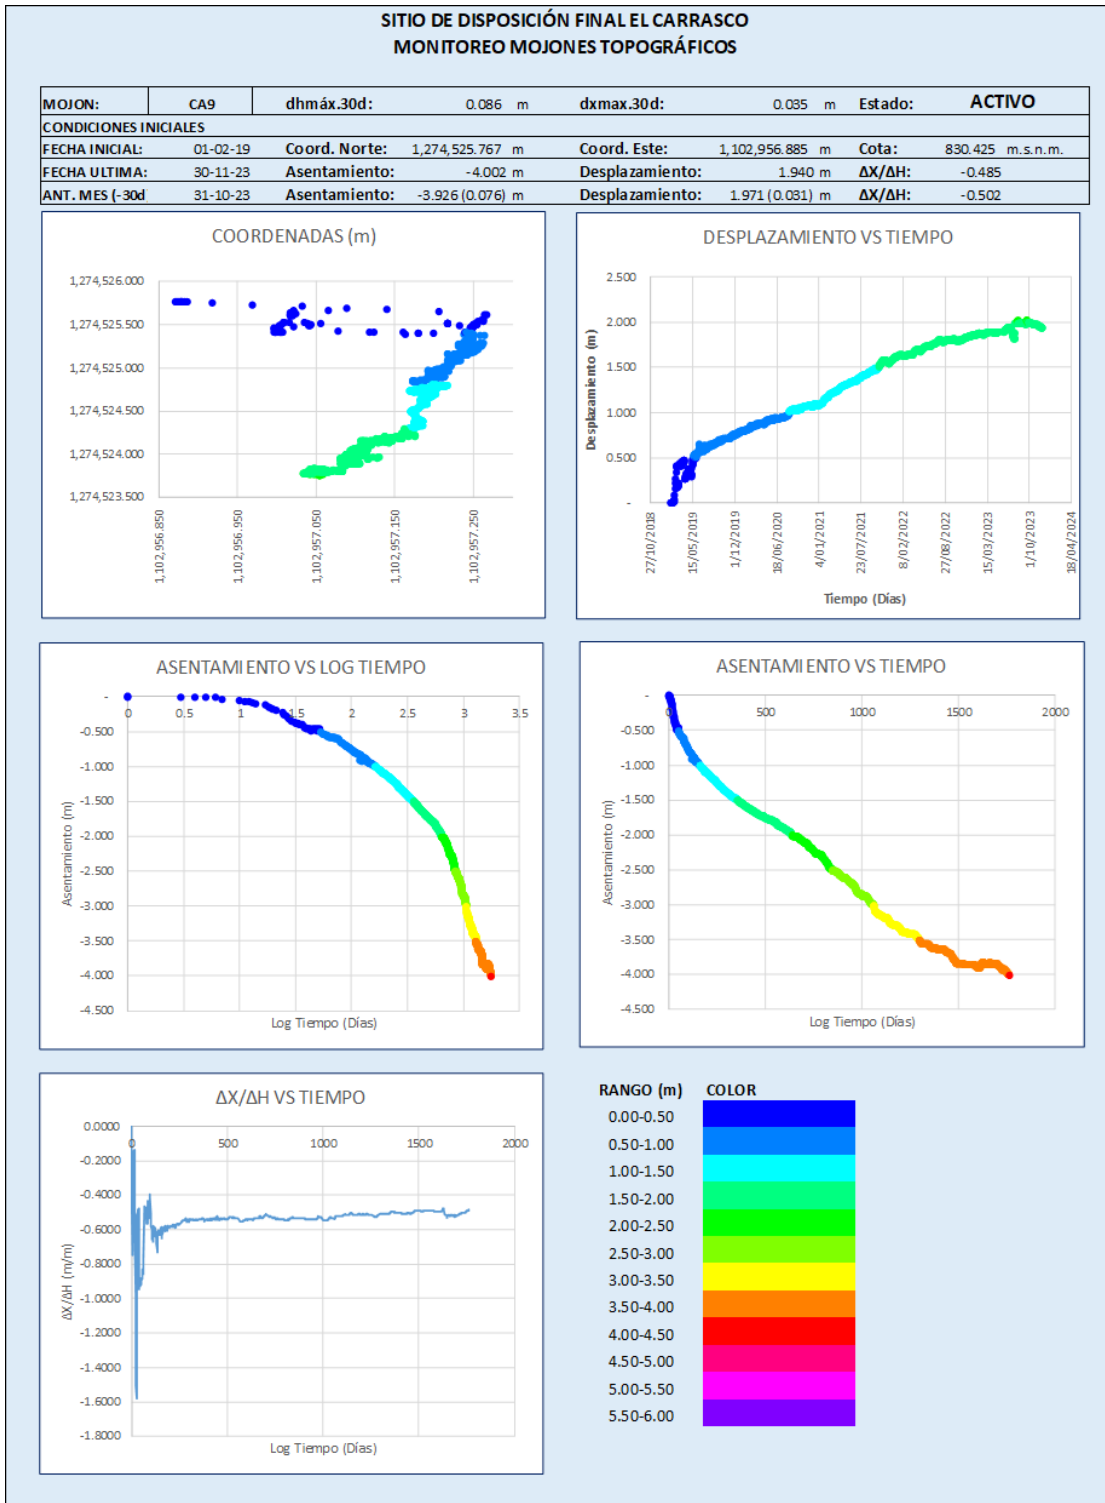 SITIO DE DISPOSICIÓN FINAL EL CARRASCO
MONITOREO MOJONES TOPOGRÁFICOS
MOJON: CA9 dhmáx.30d: 0.086 m dxmax.30d: 0.035 m Estado: ACTIVO
CONDICIONES INICIALES
FECHA INICIAL: 01-02-19 Coord. Norte: 1,274,525.767 m Coord. Este: 1,102,956.885 m Cota: 830.425 m.s.n.m.
FECHA ULTIMA: 30-11-23 Asentamiento: -4.002 m Desplazamiento: 1.940 m ΔX/ΔH: -0.485
ANT. MES (-30d 31-10-23 Asentamiento: -3.926 (0.076) m Desplazamiento: 1.971 (0.031) m ΔX/ΔH: -0.502
COORDENADAS (m)
1,274,526.000
1,274,525.500
1,274,525.000
1,274,524.500
1,274,524.000
1,274,523.500
1,102,956.850
1,102,956.950
1,102,957.050
1,102,957.150
1,102,957.250
DESPLAZAMIENTO VS TIEMPO
2.500
2.000
1.500
1.000
0.500
-
Desplazamiento (m)
27/10/2018
15/05/2019
1/12/2019
18/06/2020
4/01/2021
23/07/2021
8/02/2022
27/08/2022
15/03/2023
1/10/2023
18/04/2024
Tiempo (Días)
ASENTAMIENTO VS LOG TIEMPO
-
0 0.5 1 1.5 2 2.5 3 3.5
-0.500
-1.000
-1.500
-2.000
-2.500
-3.000
-3.500
-4.000
-4.500
Asentamiento (m)
Log Tiempo (Días)
ASENTAMIENTO VS TIEMPO
-
0 500 1000 1500 2000
-0.500
-1.000
-1.500
-2.000
-2.500
-3.000
-3.500
-4.000
-4.500
Asentamiento (m)
Log Tiempo (Días)
ΔX/ΔH VS TIEMPO
0.0000
0 500 1000 1500 2000
-0.2000
-0.4000
-0.6000
-0.8000
-1.0000
-1.2000
-1.4000
-1.6000
-1.8000
ΔX/ΔH (m/m)
Log Tiempo (Días)
RANGO (m) COLOR
0.00-0.50
0.50-1.00
1.00-1.50
1.50-2.00
2.00-2.50
2.50-3.00
3.00-3.50
3.50-4.00
4.00-4.50
4.50-5.00
5.00-5.50
5.50-6.00